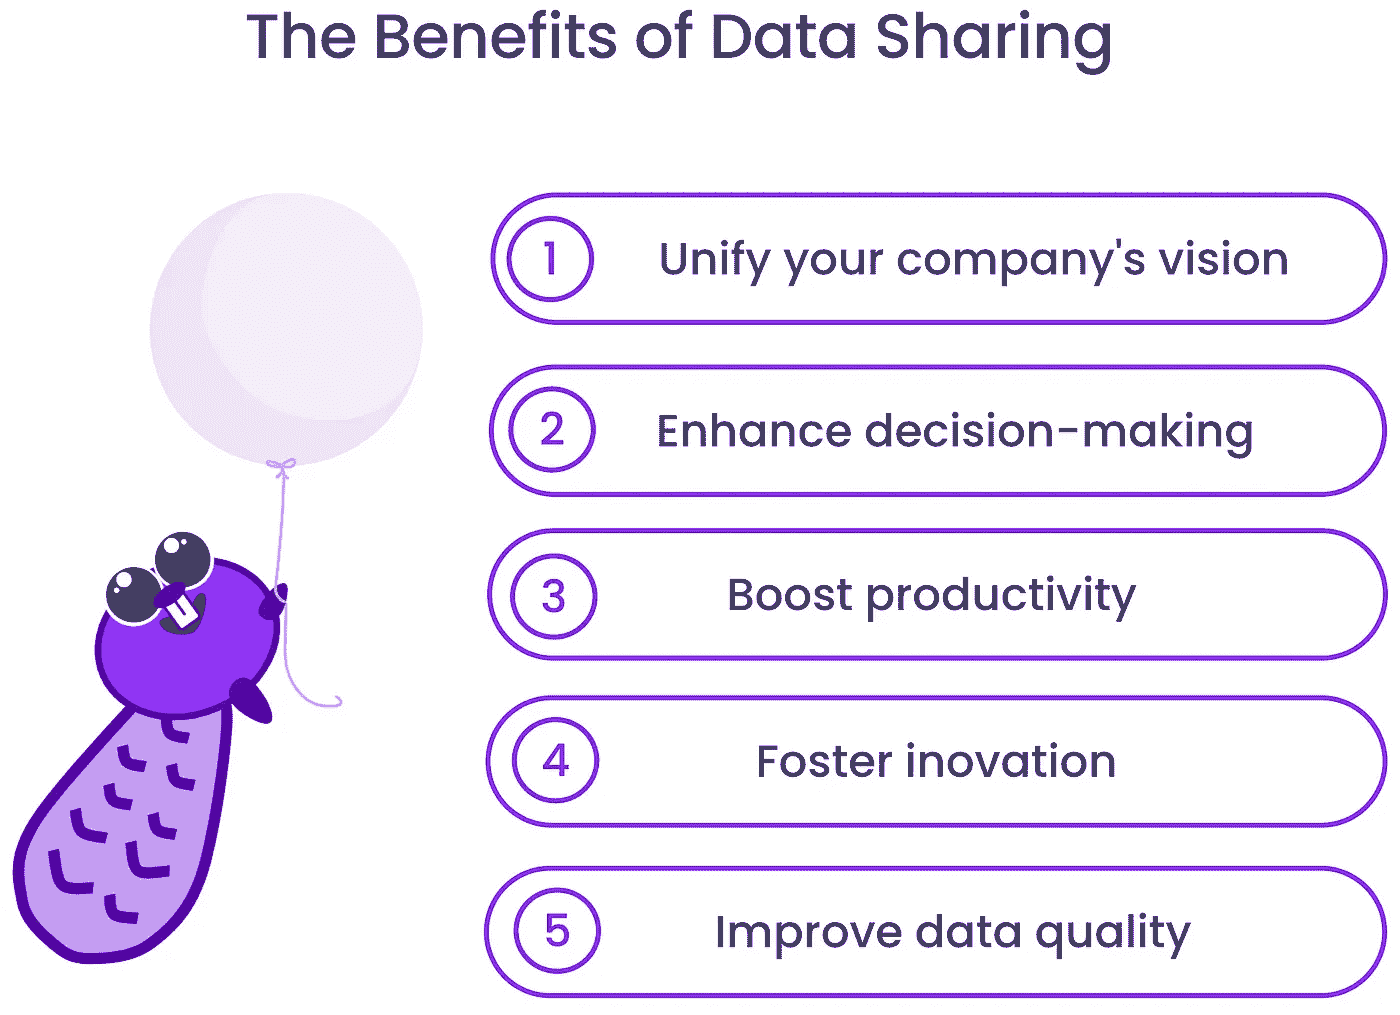 The Benefits of Data Sharing
1 Unify your company's vision
2 Enhance decision-making
3 Boost productivity
4 Foster inovation
5 Improve data quality